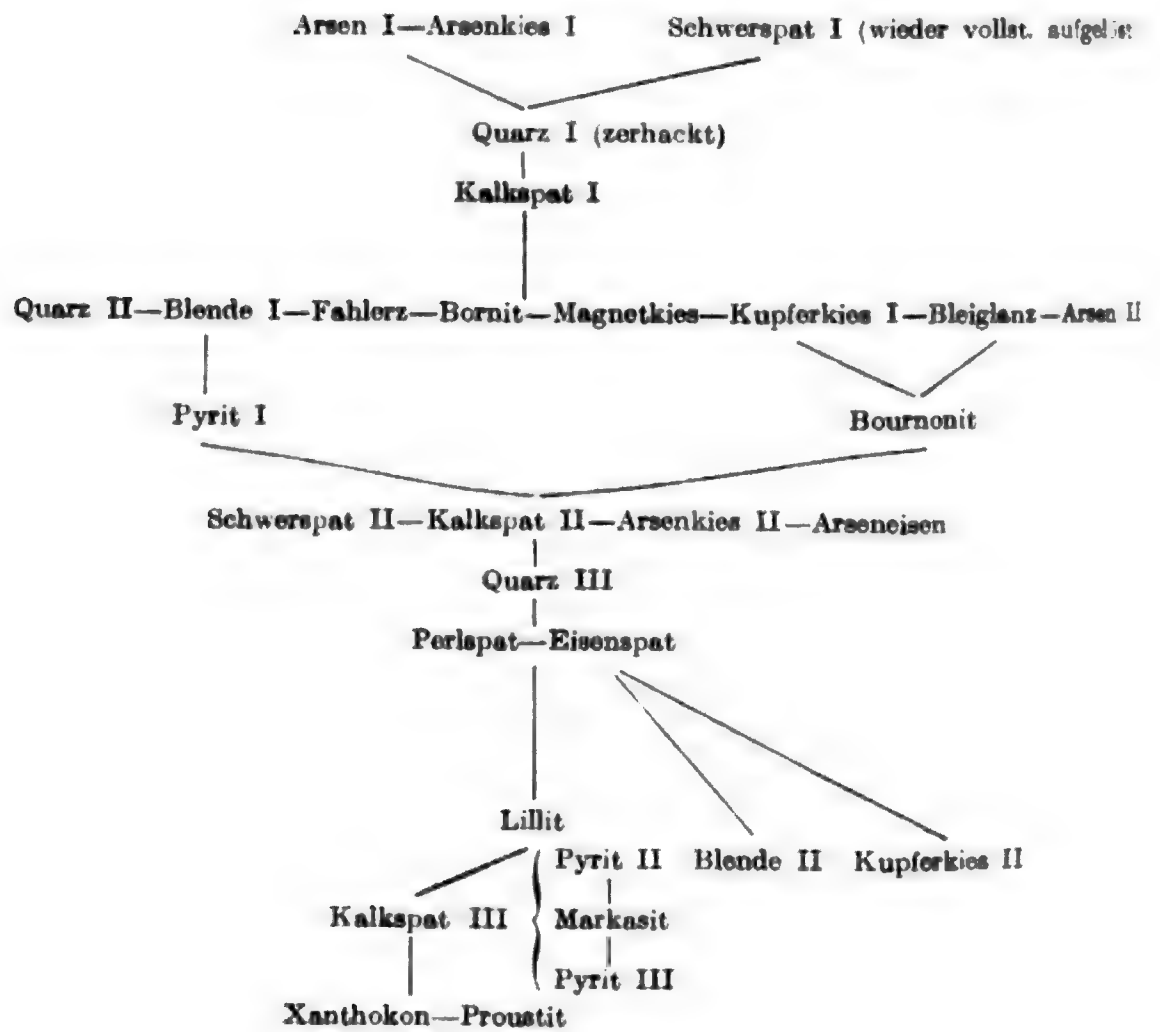 Arsen I—Arsenkies I Schwerspat I (wieder vollst. aufgelöst
Quarz I (zerhackt)
Kalkspat I
Quarz II—Blende I—Fahlerz—Bornit—Magnetkies—Kupferkies I—Bleiglanz—Arsen II
Pyrit I Bournonit
Schwerspat II—Kalkspat II—Arsenkies II—Arseneisen
Quarz III
Perlspat—Eisenspat
Lillit
Pyrit II Blende II Kupferkies II
Kalkspat III Markasit
Pyrit III
Xanthokon—Proustit